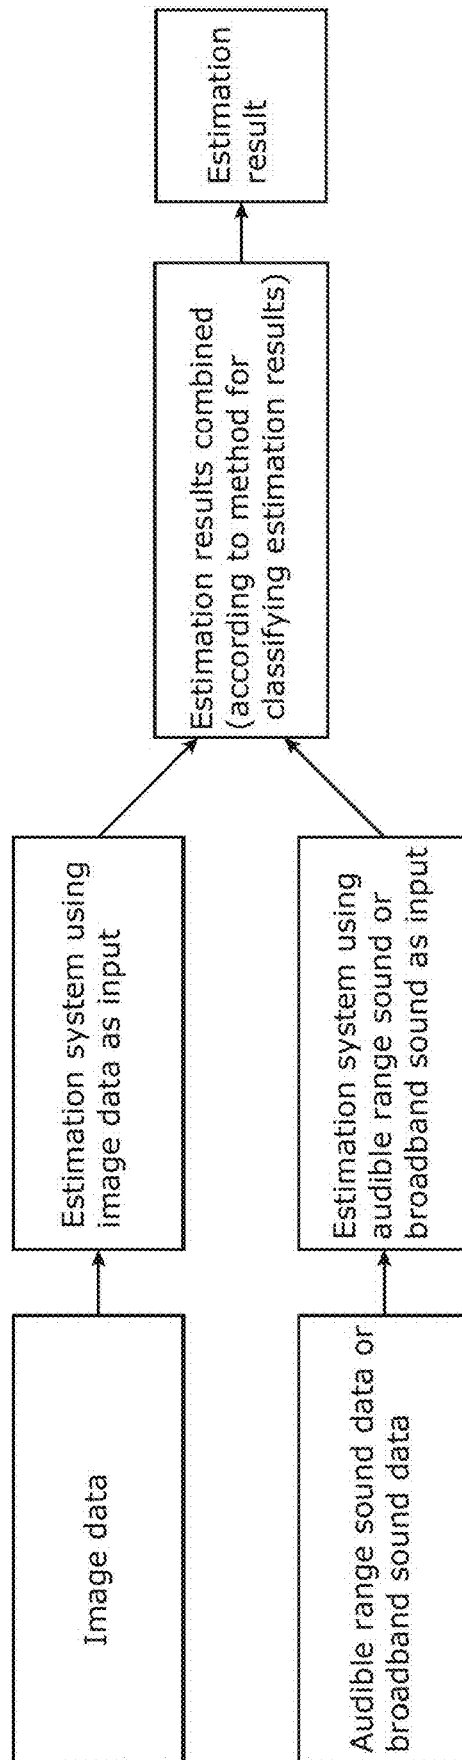 Image data
Estimation system using
image data as input
Audible range sound data or
broadband sound data
Estimation system using
audible range sound or
broadband sound as input
Estimation results combined
(according to method for
classifying estimation results)
Estimation
result